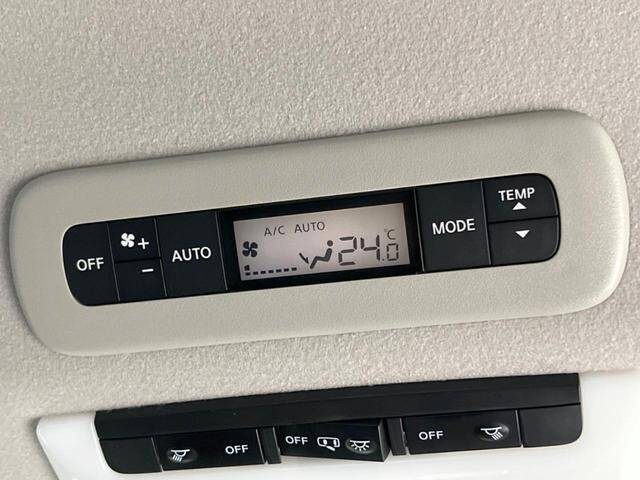 OFF
+
-
AUTO
A/C AUTO
24.0
°C
MODE
TEMP
OFF
OFF
OFF